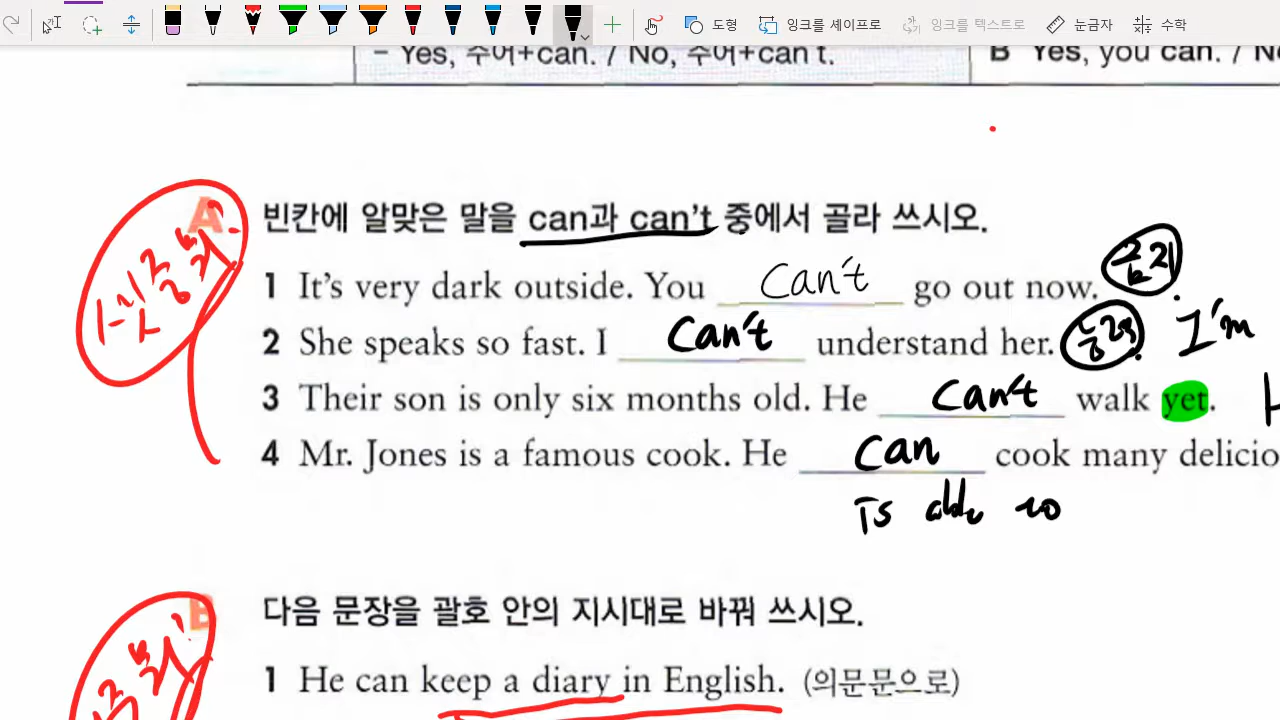 도형 잉크를 셰이프로 잉크를 텍스트로 눈금자 수학
– Yes, 주어+can. / No, 주어+can't. B Yes, you can. / No
A 빈칸에 알맞은 말을 can과 can't 중에서 골라 쓰시오.
1 It's very dark outside. You can't go out now. 금지
2 She speaks so fast. I can't understand her. 능력 I'm
3 Their son is only six months old. He can't walk yet.
4 Mr. Jones is a famous cook. He can cook many delicio
is able to
B 다음 문장을 괄호 안의 지시대로 바꿔 쓰시오.
1 He can keep a diary in English. (의문문으로)